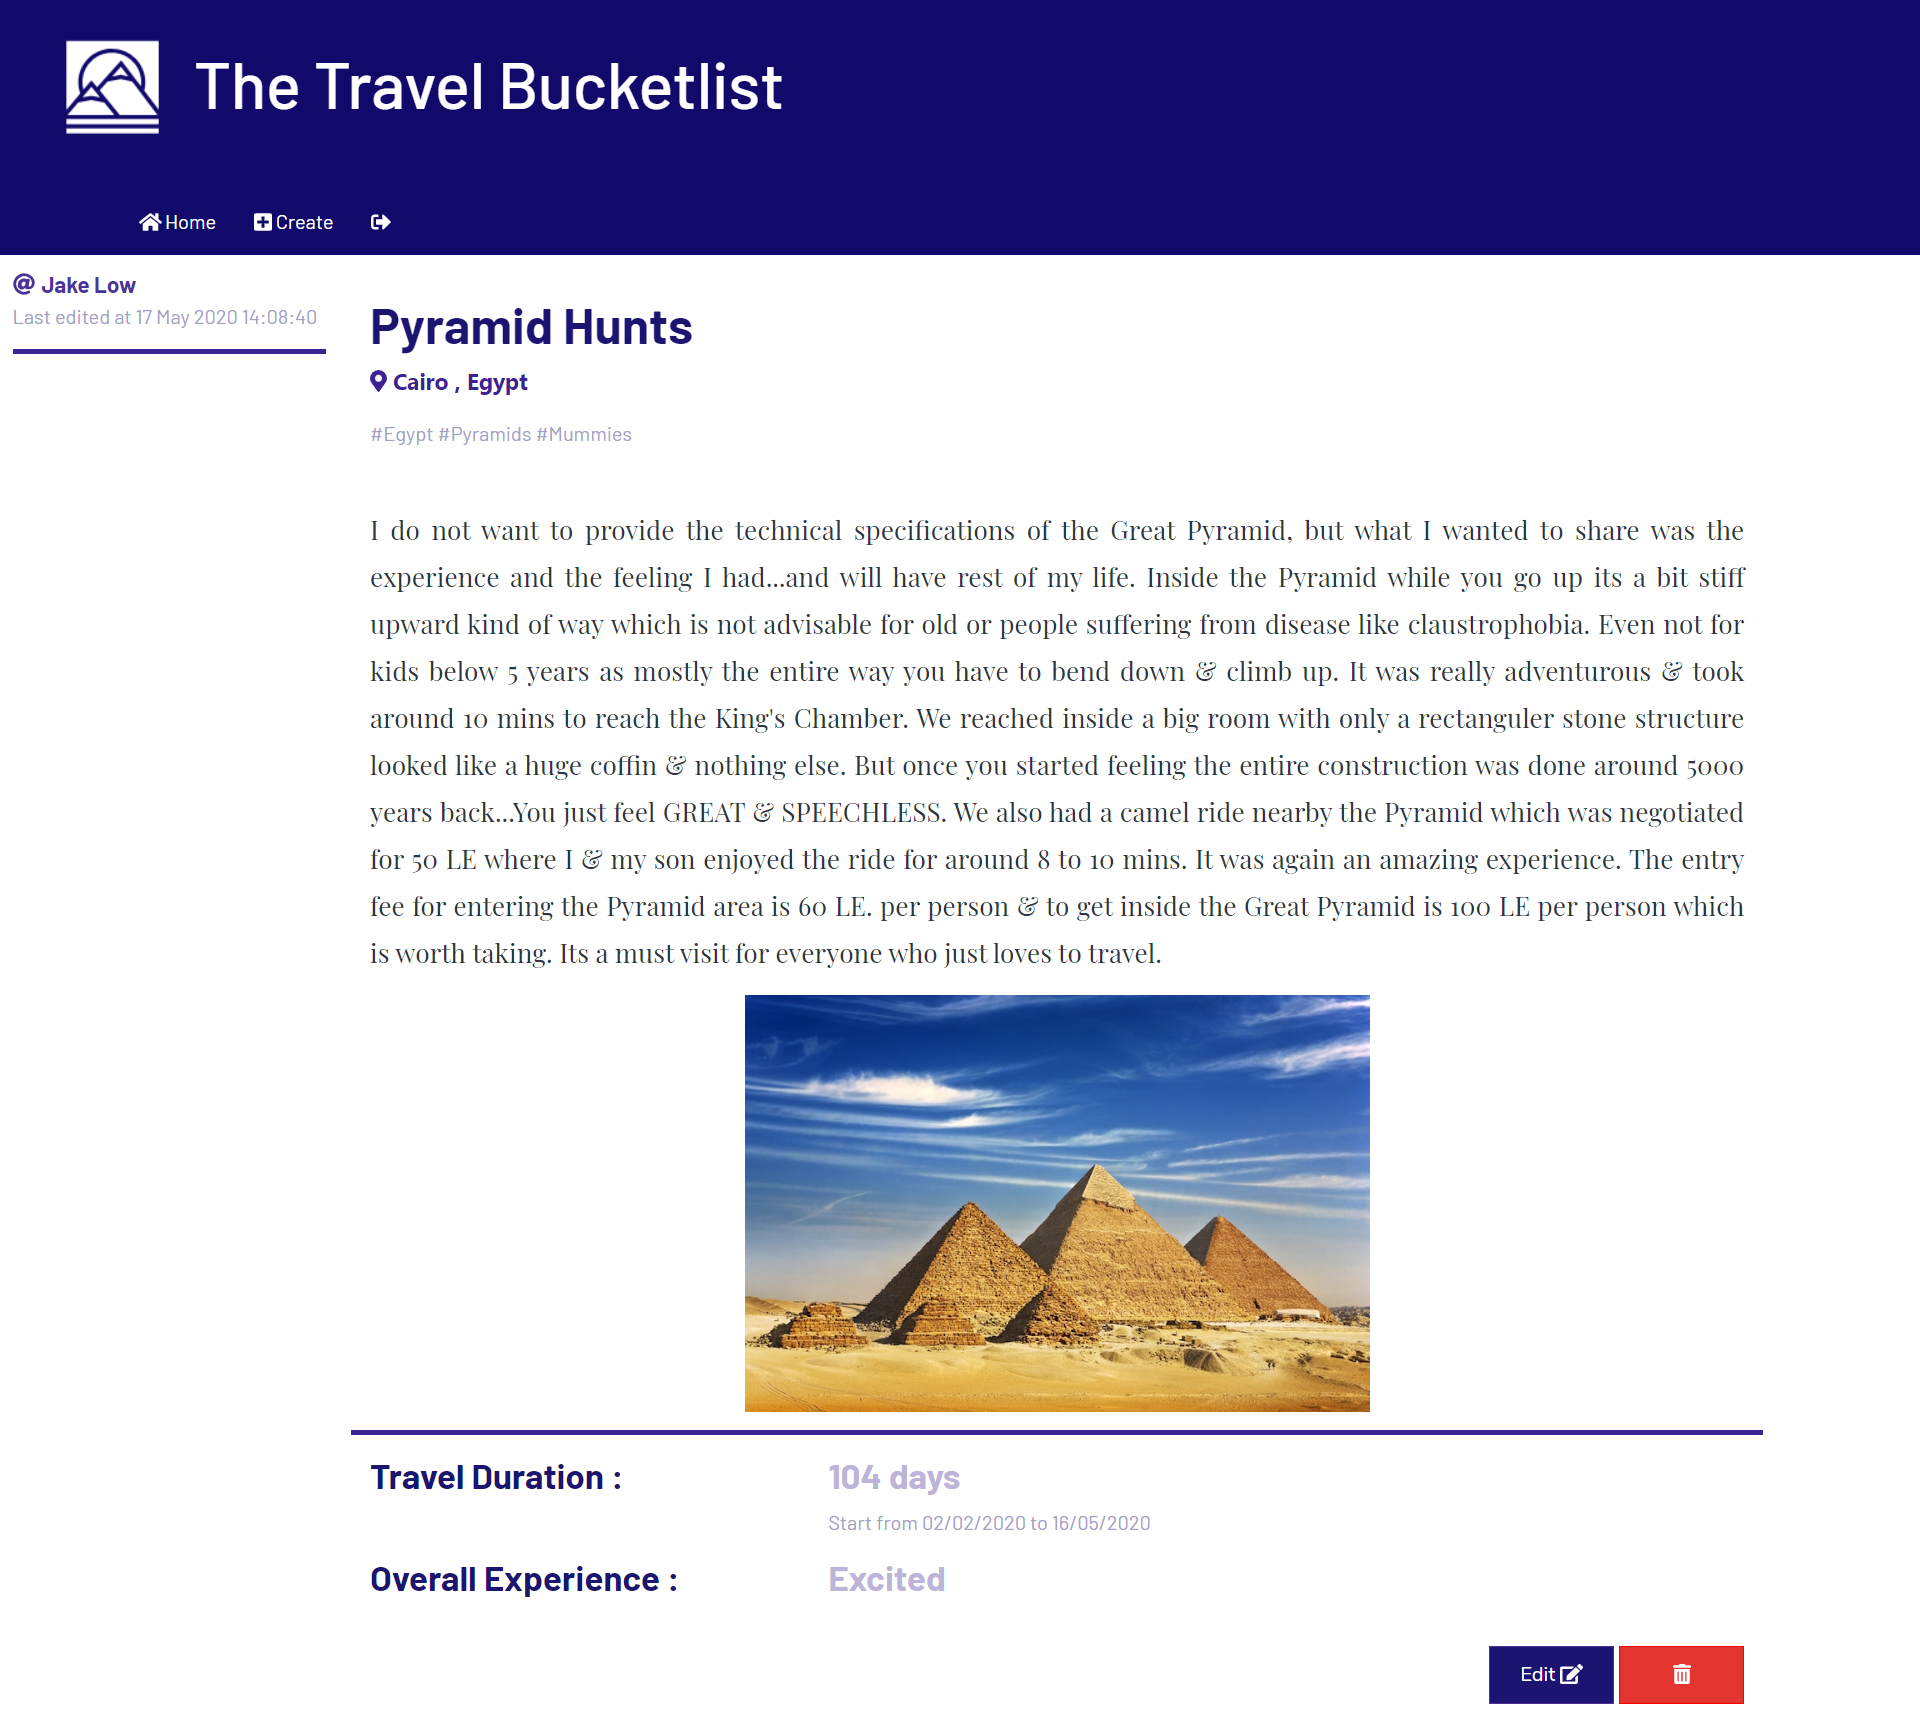 The Travel Bucketlist
Home Create
@ Jake Low
Last edited at 17 May 2020 14:08:40
Pyramid Hunts
Cairo , Egypt
#Egypt #Pyramids #Mummies
I do not want to provide the technical specifications of the Great Pyramid, but what I wanted to share was the
experience and the feeling I had...and will have rest of my life. Inside the Pyramid while you go up its a bit stiff
upward kind of way which is not advisable for old or people suffering from disease like claustrophobia. Even not for
kids below 5 years as mostly the entire way you have to bend down & climb up. It was really adventurous & took
around 10 mins to reach the King's Chamber. We reached inside a big room with only a rectanguler stone structure
looked like a huge coffin & nothing else. But once you started feeling the entire construction was done around 5000
years back...You just feel GREAT & SPEECHLESS. We also had a camel ride nearby the Pyramid which was negotiated
for 50 LE where I & my son enjoyed the ride for around 8 to 10 mins. It was again an amazing experience. The entry
fee for entering the Pyramid area is 60 LE. per person & to get inside the Great Pyramid is 100 LE per person which
is worth taking. Its a must visit for everyone who just loves to travel.
Travel Duration : 104 days
Start from 02/02/2020 to 16/05/2020
Overall Experience : Excited
Edit